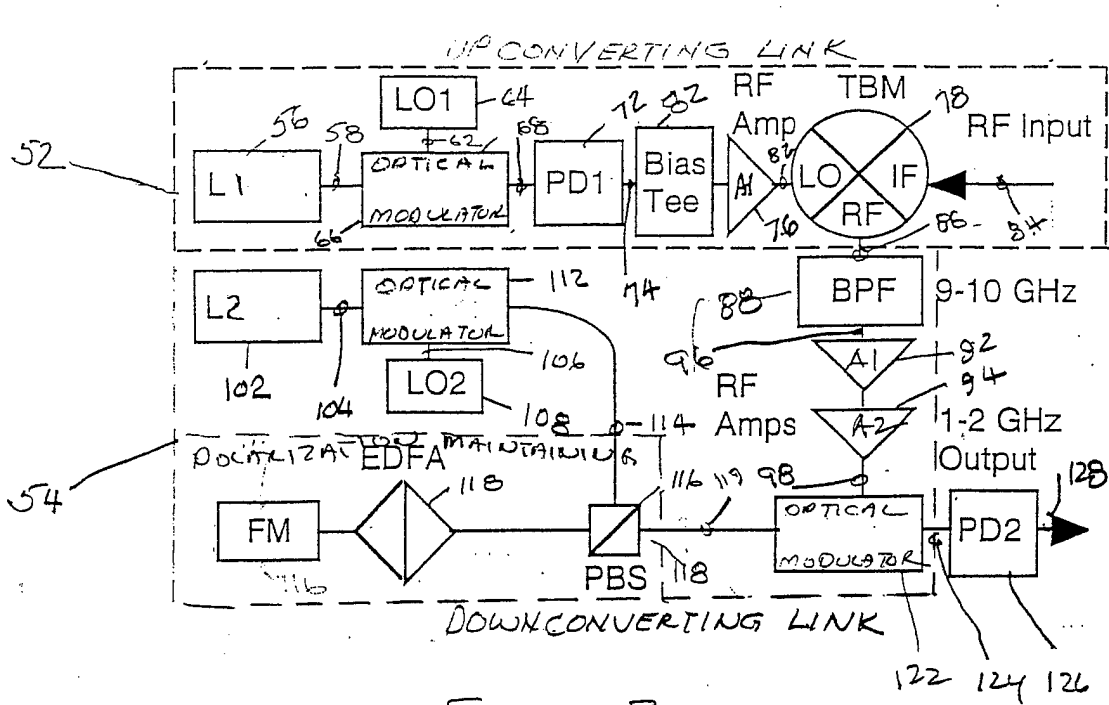 UPCONVERTING LINK
LO1
64
72
82
RF
Amp
TBM
78
RF Input
52
56
58
62
68
L1
OPTICAL
MODULATOR
66
PD1
Bias
Tee
A1
76
82
LO
IF
RF
84
86
74
L2
OPTICAL
MODULATOR
112
88
BPF
9-10 GHz
102
104
106
LO2
108
96
A1
92
94
RF
Amps
A2
1-2 GHz
Output
114
POLARIZATION MAINTAINING
54
EDFA
118
FM
116
116
119
98
PBS
118
OPTICAL
MODULATOR
PD2
128
DOWNCONVERTING LINK
122
124
126